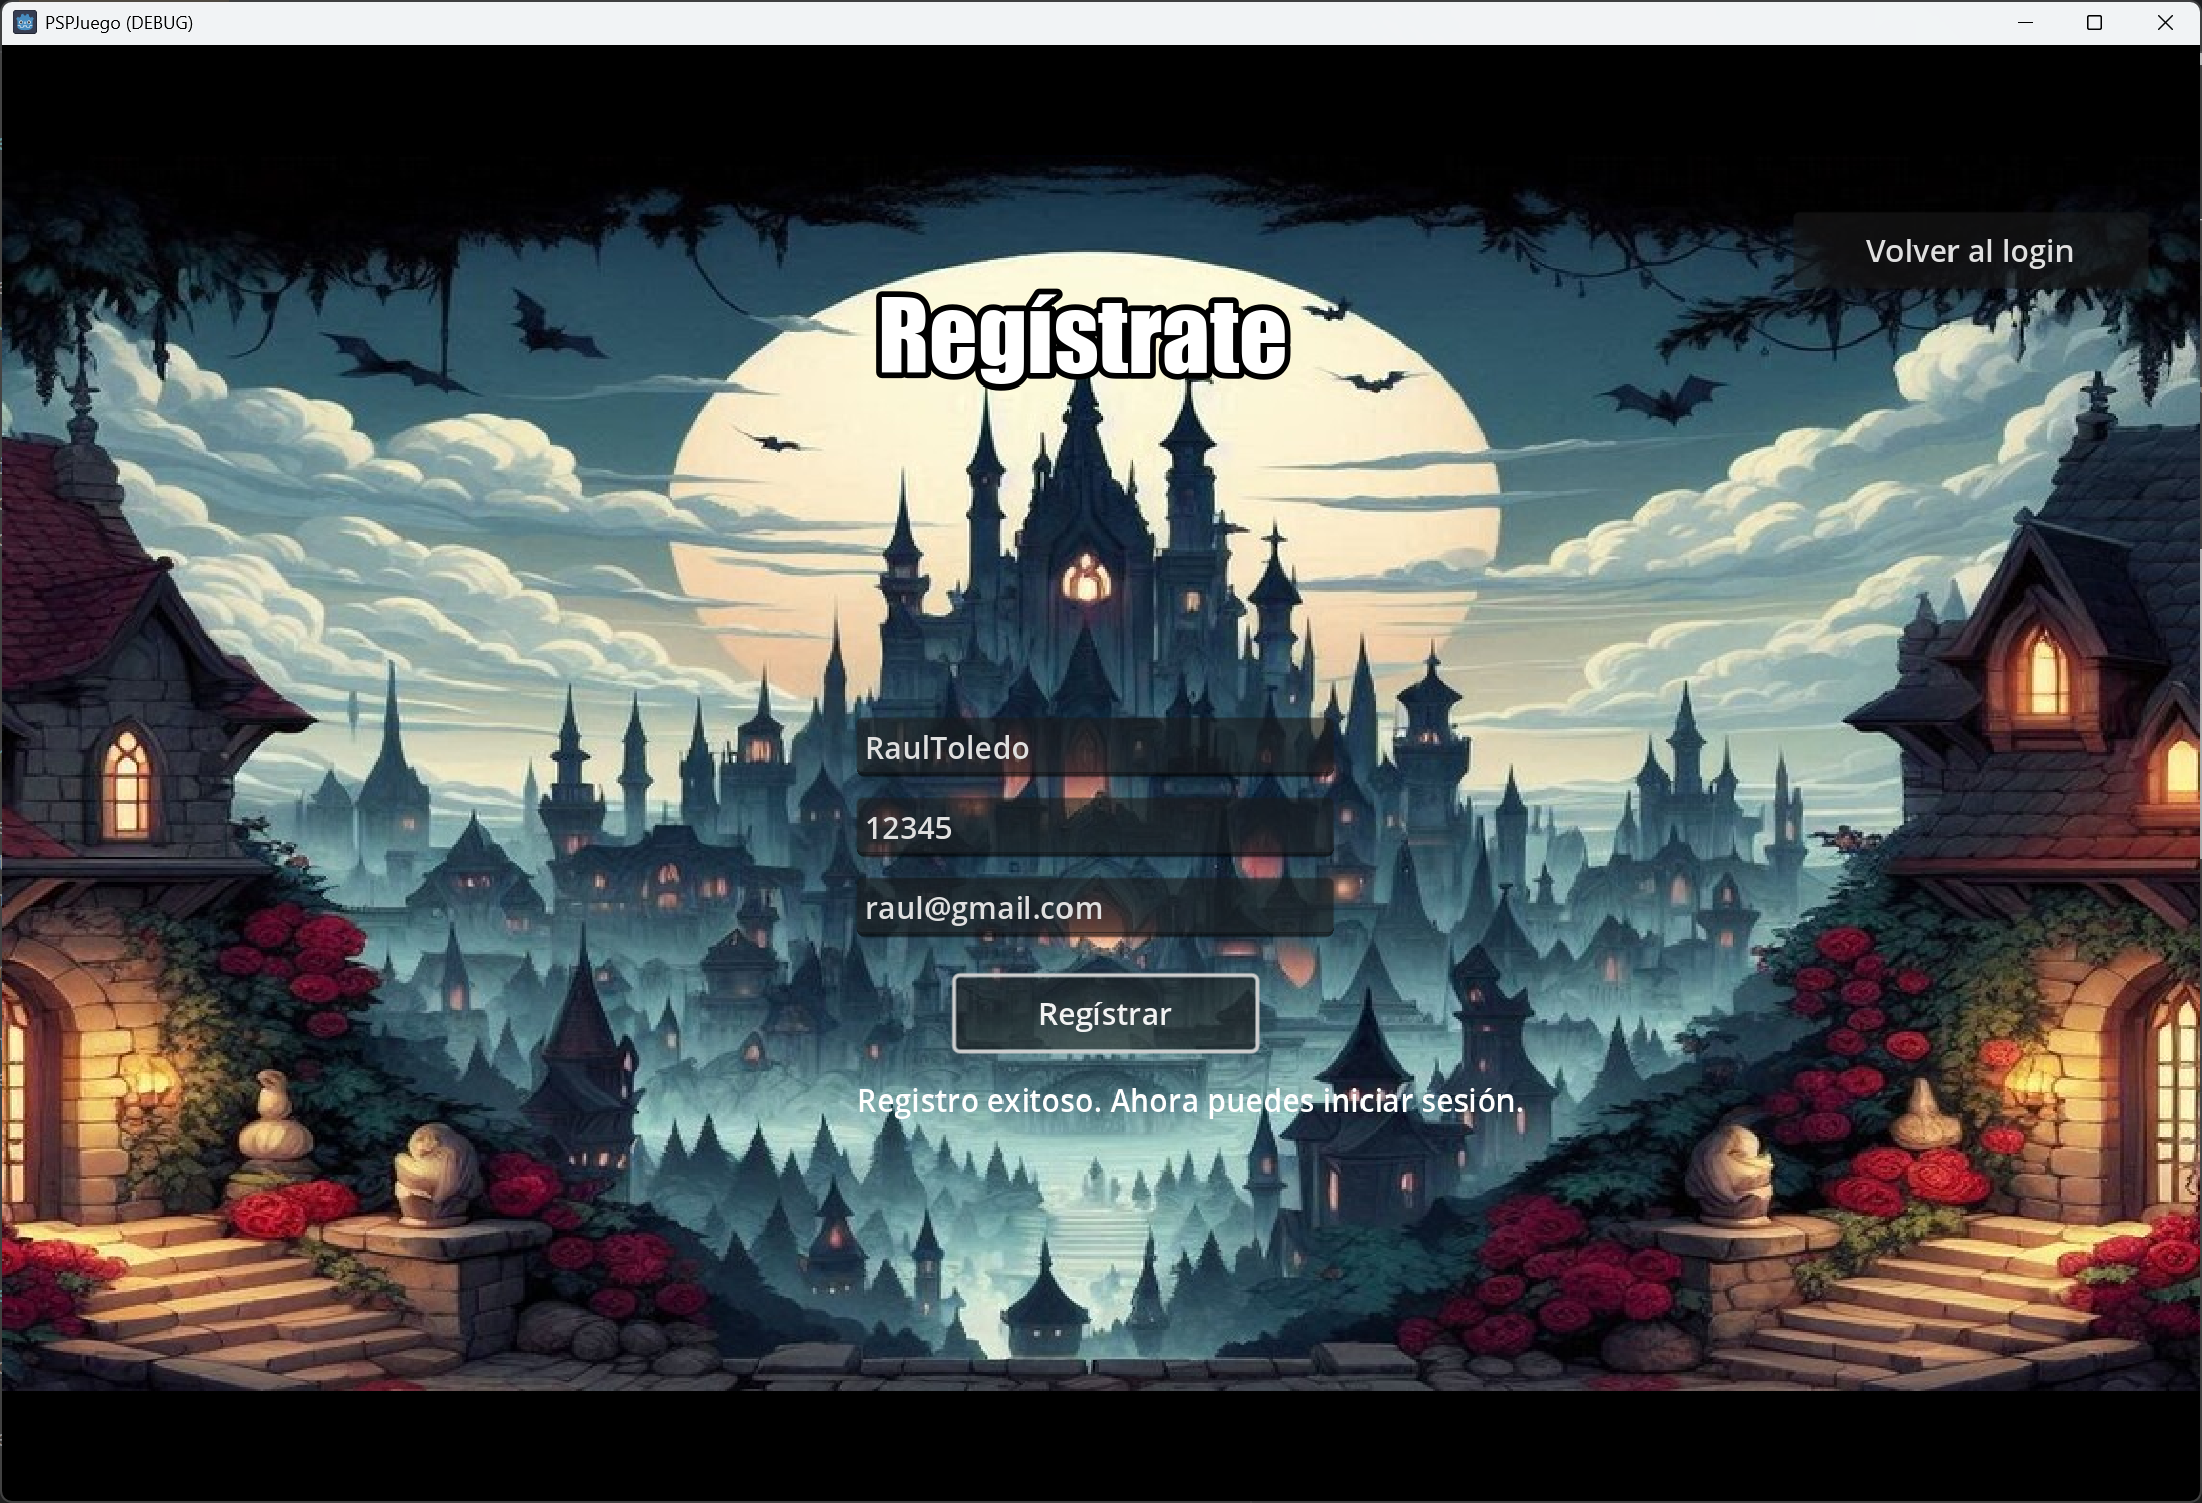 PSPJuego (DEBUG)
Volver al login
Regístrate
RaulToledo
12345
raul@gmail.com
Regístrar
Registro exitoso. Ahora puedes iniciar sesión.